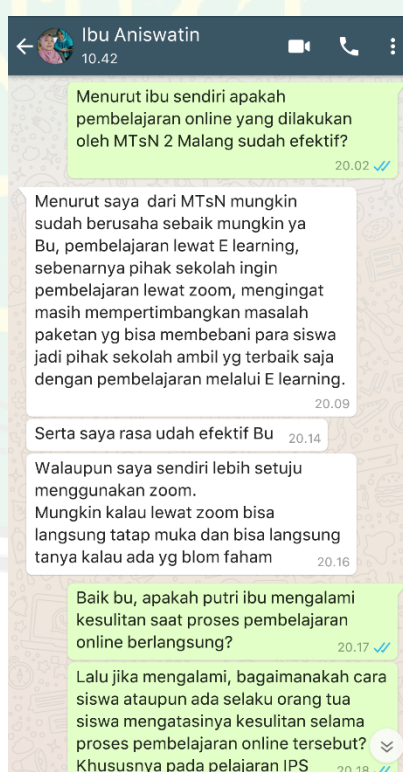 Ibu Aniswatin
10.42
Menurut ibu sendiri apakah
pembelajaran online yang dilakukan
oleh MTsN 2 Malang sudah efektif?
20.02
Menurut saya dari MTsN mungkin
sudah berusaha sebaik mungkin ya
Bu, pembelajaran lewat E learning,
sebenarnya pihak sekolah ingin
pembelajaran lewat zoom, mengingat
masih mempertimbangkan masalah
paketan yg bisa membebani para siswa
jadi pihak sekolah ambil yg terbaik saja
dengan pembelajaran melalui E learning.
20.09
Serta saya rasa udah efektif Bu 20.14
Walaupun saya sendiri lebih setuju
menggunakan zoom.
Mungkin kalau lewat zoom bisa
langsung tatap muka dan bisa langsung
tanya kalau ada yg blom faham 20.16
Baik bu, apakah putri ibu mengalami
kesulitan saat proses pembelajaran
online berlangsung? 20.17
Lalu jika mengalami, bagaimanakah cara
siswa ataupun ada selaku orang tua
siswa mengatasinya kesulitan selama
proses pembelajaran online tersebut?
Khususnya pada pelajaran IPS 20.18